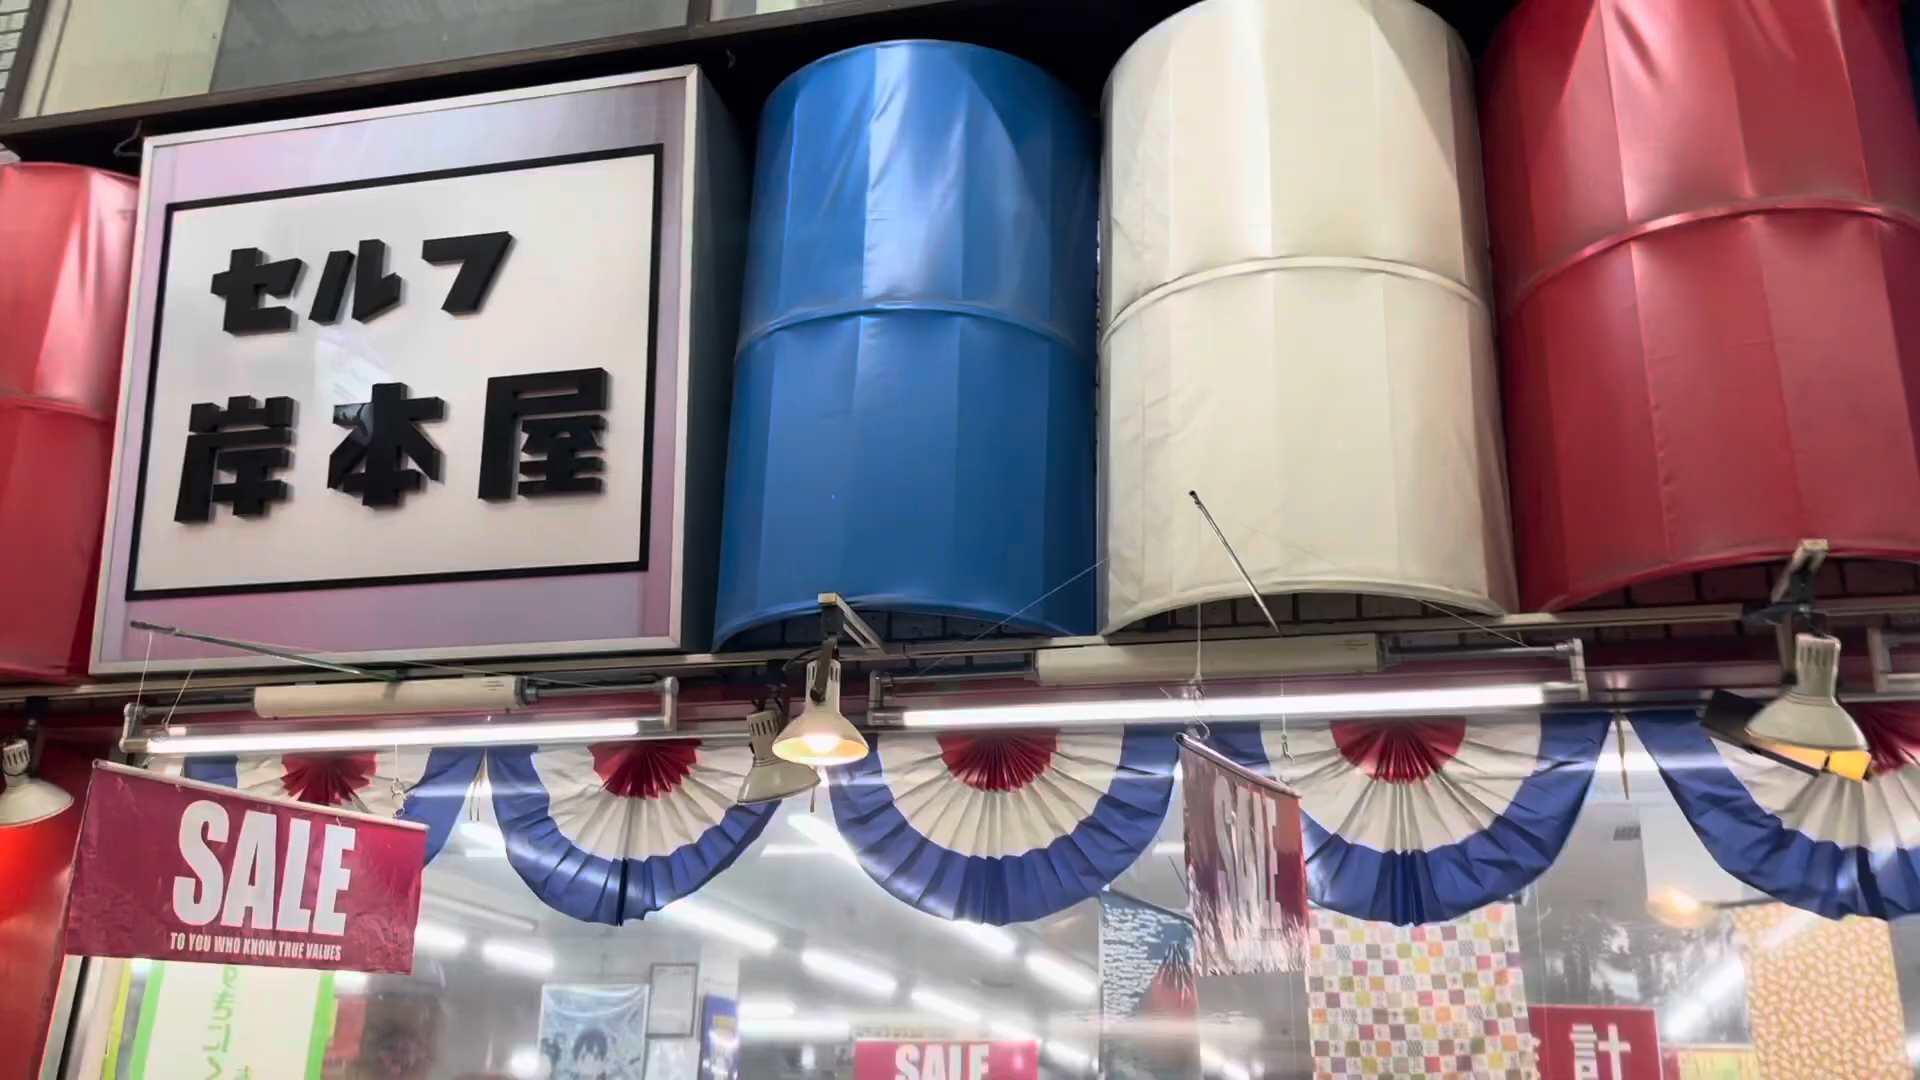 セルフ
岸本屋
SALE
TO YOU WHO KNOW TRUE VALUES
SALE
SALE
計